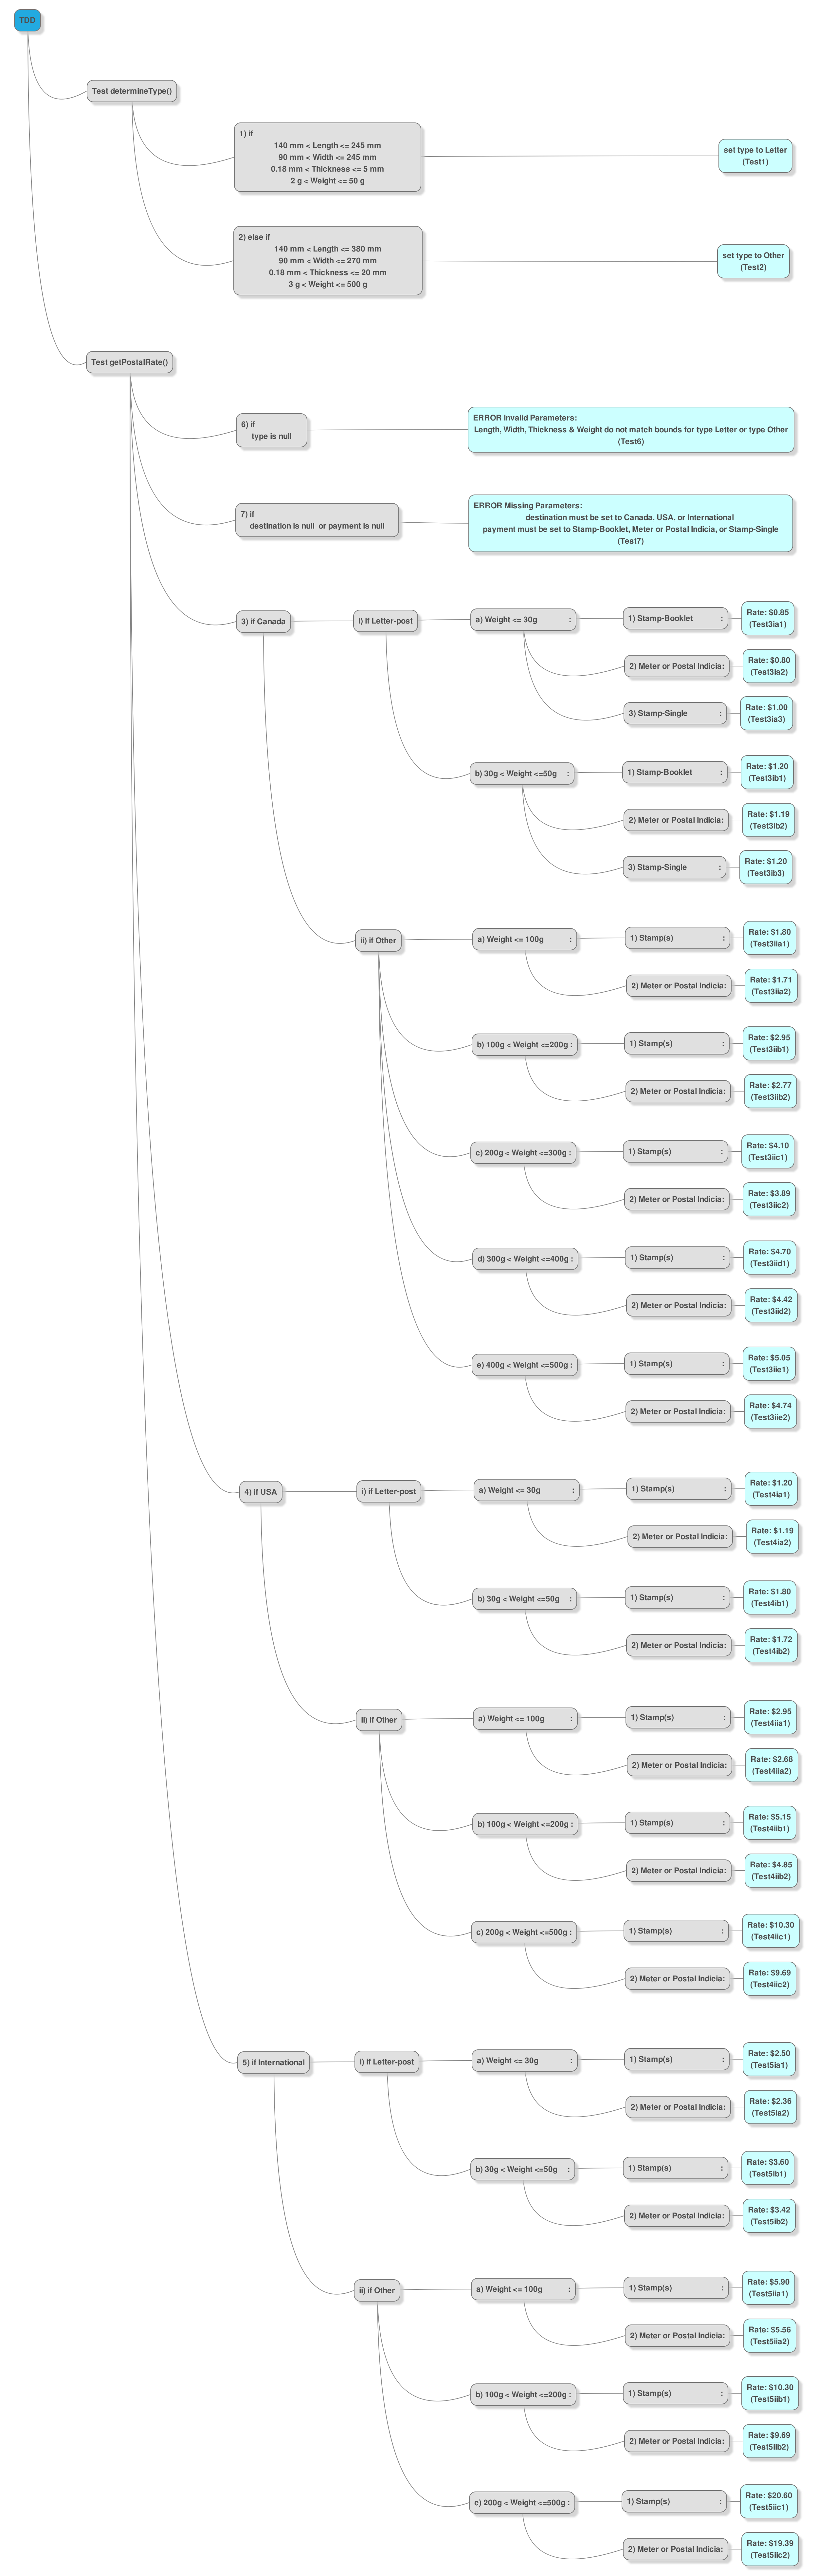 TDD
Test determineType()
1) if
140 mm < Length <= 245 mm
90 mm < Width <= 245 mm
0.18 mm < Thickness <= 5 mm
2 g < Weight <= 50 g
set type to Letter
(Test1)
2) else if
140 mm < Length <= 380 mm
90 mm < Width <= 270 mm
0.18 mm < Thickness <= 20 mm
3 g < Weight <= 500 g
set type to Other
(Test2)
Test getPostalRate()
6) if
type is null
ERROR Invalid Parameters:
Length, Width, Thickness & Weight do not match bounds for type Letter or type Other
(Test6)
7) if
destination is null or payment is null
ERROR Missing Parameters:
destination must be set to Canada, USA, or International
payment must be set to Stamp-Booklet, Meter or Postal Indicia, or Stamp-Single
(Test7)
3) if Canada
i) if Letter-post
a) Weight <= 30g :
1) Stamp-Booklet :
Rate: $0.85
(Test3ia1)
2) Meter or Postal Indicia:
Rate: $0.80
(Test3ia2)
3) Stamp-Single :
Rate: $1.00
(Test3ia3)
b) 30g < Weight <=50g :
1) Stamp-Booklet :
Rate: $1.20
(Test3ib1)
2) Meter or Postal Indicia:
Rate: $1.19
(Test3ib2)
3) Stamp-Single :
Rate: $1.20
(Test3ib3)
ii) if Other
a) Weight <= 100g :
1) Stamp(s) :
Rate: $1.80
(Test3iia1)
2) Meter or Postal Indicia:
Rate: $1.71
(Test3iia2)
b) 100g < Weight <=200g :
1) Stamp(s) :
Rate: $2.95
(Test3iib1)
2) Meter or Postal Indicia:
Rate: $2.77
(Test3iib2)
c) 200g < Weight <=300g :
1) Stamp(s) :
Rate: $4.10
(Test3iic1)
2) Meter or Postal Indicia:
Rate: $3.89
(Test3iic2)
d) 300g < Weight <=400g :
1) Stamp(s) :
Rate: $4.70
(Test3iid1)
2) Meter or Postal Indicia:
Rate: $4.42
(Test3iid2)
e) 400g < Weight <=500g :
1) Stamp(s) :
Rate: $5.05
(Test3iie1)
2) Meter or Postal Indicia:
Rate: $4.74
(Test3iie2)
4) if USA
i) if Letter-post
a) Weight <= 30g :
1) Stamp(s) :
Rate: $1.20
(Test4ia1)
2) Meter or Postal Indicia:
Rate: $1.19
(Test4ia2)
b) 30g < Weight <=50g :
1) Stamp(s) :
Rate: $1.80
(Test4ib1)
2) Meter or Postal Indicia:
Rate: $1.72
(Test4ib2)
ii) if Other
a) Weight <= 100g :
1) Stamp(s) :
Rate: $2.95
(Test4iia1)
2) Meter or Postal Indicia:
Rate: $2.68
(Test4iia2)
b) 100g < Weight <=200g :
1) Stamp(s) :
Rate: $5.15
(Test4iib1)
2) Meter or Postal Indicia:
Rate: $4.85
(Test4iib2)
c) 200g < Weight <=500g :
1) Stamp(s) :
Rate: $10.30
(Test4iic1)
2) Meter or Postal Indicia:
Rate: $9.69
(Test4iic2)
5) if International
i) if Letter-post
a) Weight <= 30g :
1) Stamp(s) :
Rate: $2.50
(Test5ia1)
2) Meter or Postal Indicia:
Rate: $2.36
(Test5ia2)
b) 30g < Weight <=50g :
1) Stamp(s) :
Rate: $3.60
(Test5ib1)
2) Meter or Postal Indicia:
Rate: $3.42
(Test5ib2)
ii) if Other
a) Weight <= 100g :
1) Stamp(s) :
Rate: $5.90
(Test5iia1)
2) Meter or Postal Indicia:
Rate: $5.56
(Test5iia2)
b) 100g < Weight <=200g :
1) Stamp(s) :
Rate: $10.30
(Test5iib1)
2) Meter or Postal Indicia:
Rate: $9.69
(Test5iib2)
c) 200g < Weight <=500g :
1) Stamp(s) :
Rate: $20.60
(Test5iic1)
2) Meter or Postal Indicia:
Rate: $19.39
(Test5iic2)